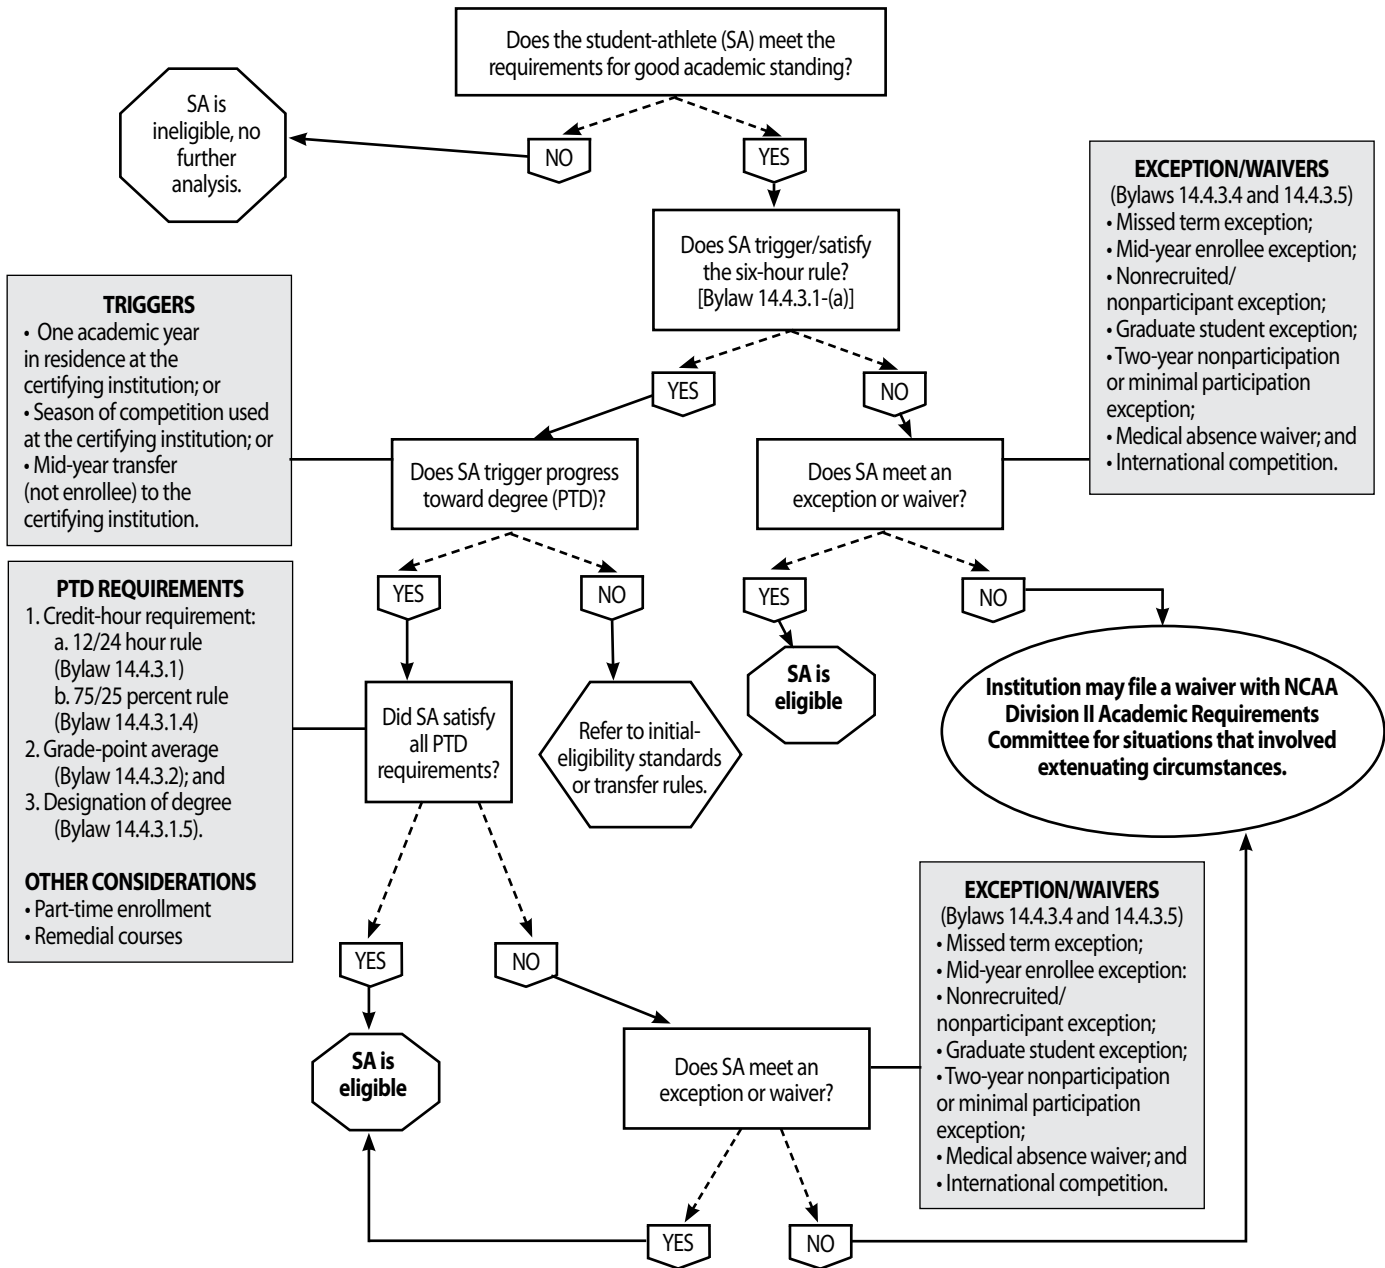 Does the student-athlete (SA) meet the
requirements for good academic standing?
SA is
ineligible, no
further
analysis.
NO
YES
EXCEPTION/WAIVERS
(Bylaws 14.4.3.4 and 14.4.3.5)
• Missed term exception;
• Mid-year enrollee exception;
• Nonrecruited/
nonparticipant exception;
• Graduate student exception;
• Two-year nonparticipation
or minimal participation
exception;
• Medical absence waiver; and
• International competition.
Does SA trigger/satisfy
the six-hour rule?
[Bylaw 14.4.3.1-(a)]
TRIGGERS
• One academic year
in residence at the
certifying institution; or
• Season of competition used
at the certifying institution; or
• Mid-year transfer
(not enrollee) to the
certifying institution.
YES
NO
Does SA trigger progress
toward degree (PTD)?
Does SA meet an
exception or waiver?
YES
NO
YES
NO
PTD REQUIREMENTS
1. Credit-hour requirement:
a. 12/24 hour rule
(Bylaw 14.4.3.1)
b. 75/25 percent rule
(Bylaw 14.4.3.1.4)
2. Grade-point average
(Bylaw 14.4.3.2); and
3. Designation of degree
(Bylaw 14.4.3.1.5).
OTHER CONSIDERATIONS
• Part-time enrollment
• Remedial courses
Did SA satisfy
all PTD
requirements?
Refer to initial-
eligibility standards
or transfer rules.
SA is
eligible
Institution may file a waiver with NCAA
Division II Academic Requirements
Committee for situations that involved
extenuating circumstances.
YES
NO
SA is
eligible
Does SA meet an
exception or waiver?
EXCEPTION/WAIVERS
(Bylaws 14.4.3.4 and 14.4.3.5)
• Missed term exception;
• Mid-year enrollee exception:
• Nonrecruited/
nonparticipant exception;
• Graduate student exception;
• Two-year nonparticipation
or minimal participation
exception;
• Medical absence waiver; and
• International competition.
YES
NO